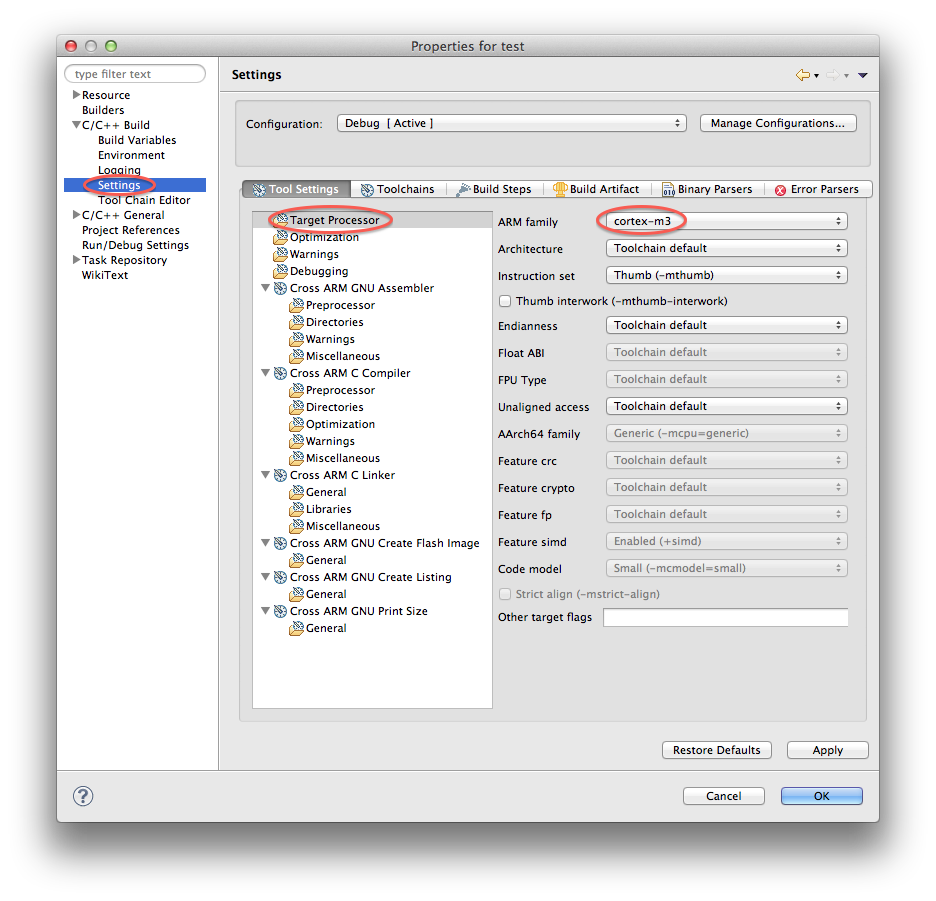 Properties for test
type filter text
Resource
Builders
C/C++ Build
Build Variables
Environment
Logging
Settings
Tool Chain Editor
C/C++ General
Project References
Run/Debug Settings
Task Repository
WikiText
Settings
Configuration: Debug [ Active ] Manage Configurations...
Tool Settings Toolchains Build Steps Build Artifact Binary Parsers Error Parsers
Target Processor
Optimization
Warnings
Debugging
Cross ARM GNU Assembler
Preprocessor
Directories
Warnings
Miscellaneous
Cross ARM C Compiler
Preprocessor
Directories
Optimization
Warnings
Miscellaneous
Cross ARM C Linker
General
Libraries
Miscellaneous
Cross ARM GNU Create Flash Image
General
Cross ARM GNU Create Listing
General
Cross ARM GNU Print Size
General
ARM family cortex-m3
Architecture Toolchain default
Instruction set Thumb (-mthumb)
Thumb interwork (-mthumb-interwork)
Endianness Toolchain default
Float ABI Toolchain default
FPU Type Toolchain default
Unaligned access Toolchain default
AArch64 family Generic (-mcpu=generic)
Feature crc Toolchain default
Feature crypto Toolchain default
Feature fp Toolchain default
Feature simd Enabled (+simd)
Code model Small (-mcmodel=small)
Strict align (-mstrict-align)
Other target flags
Restore Defaults Apply
? Cancel OK